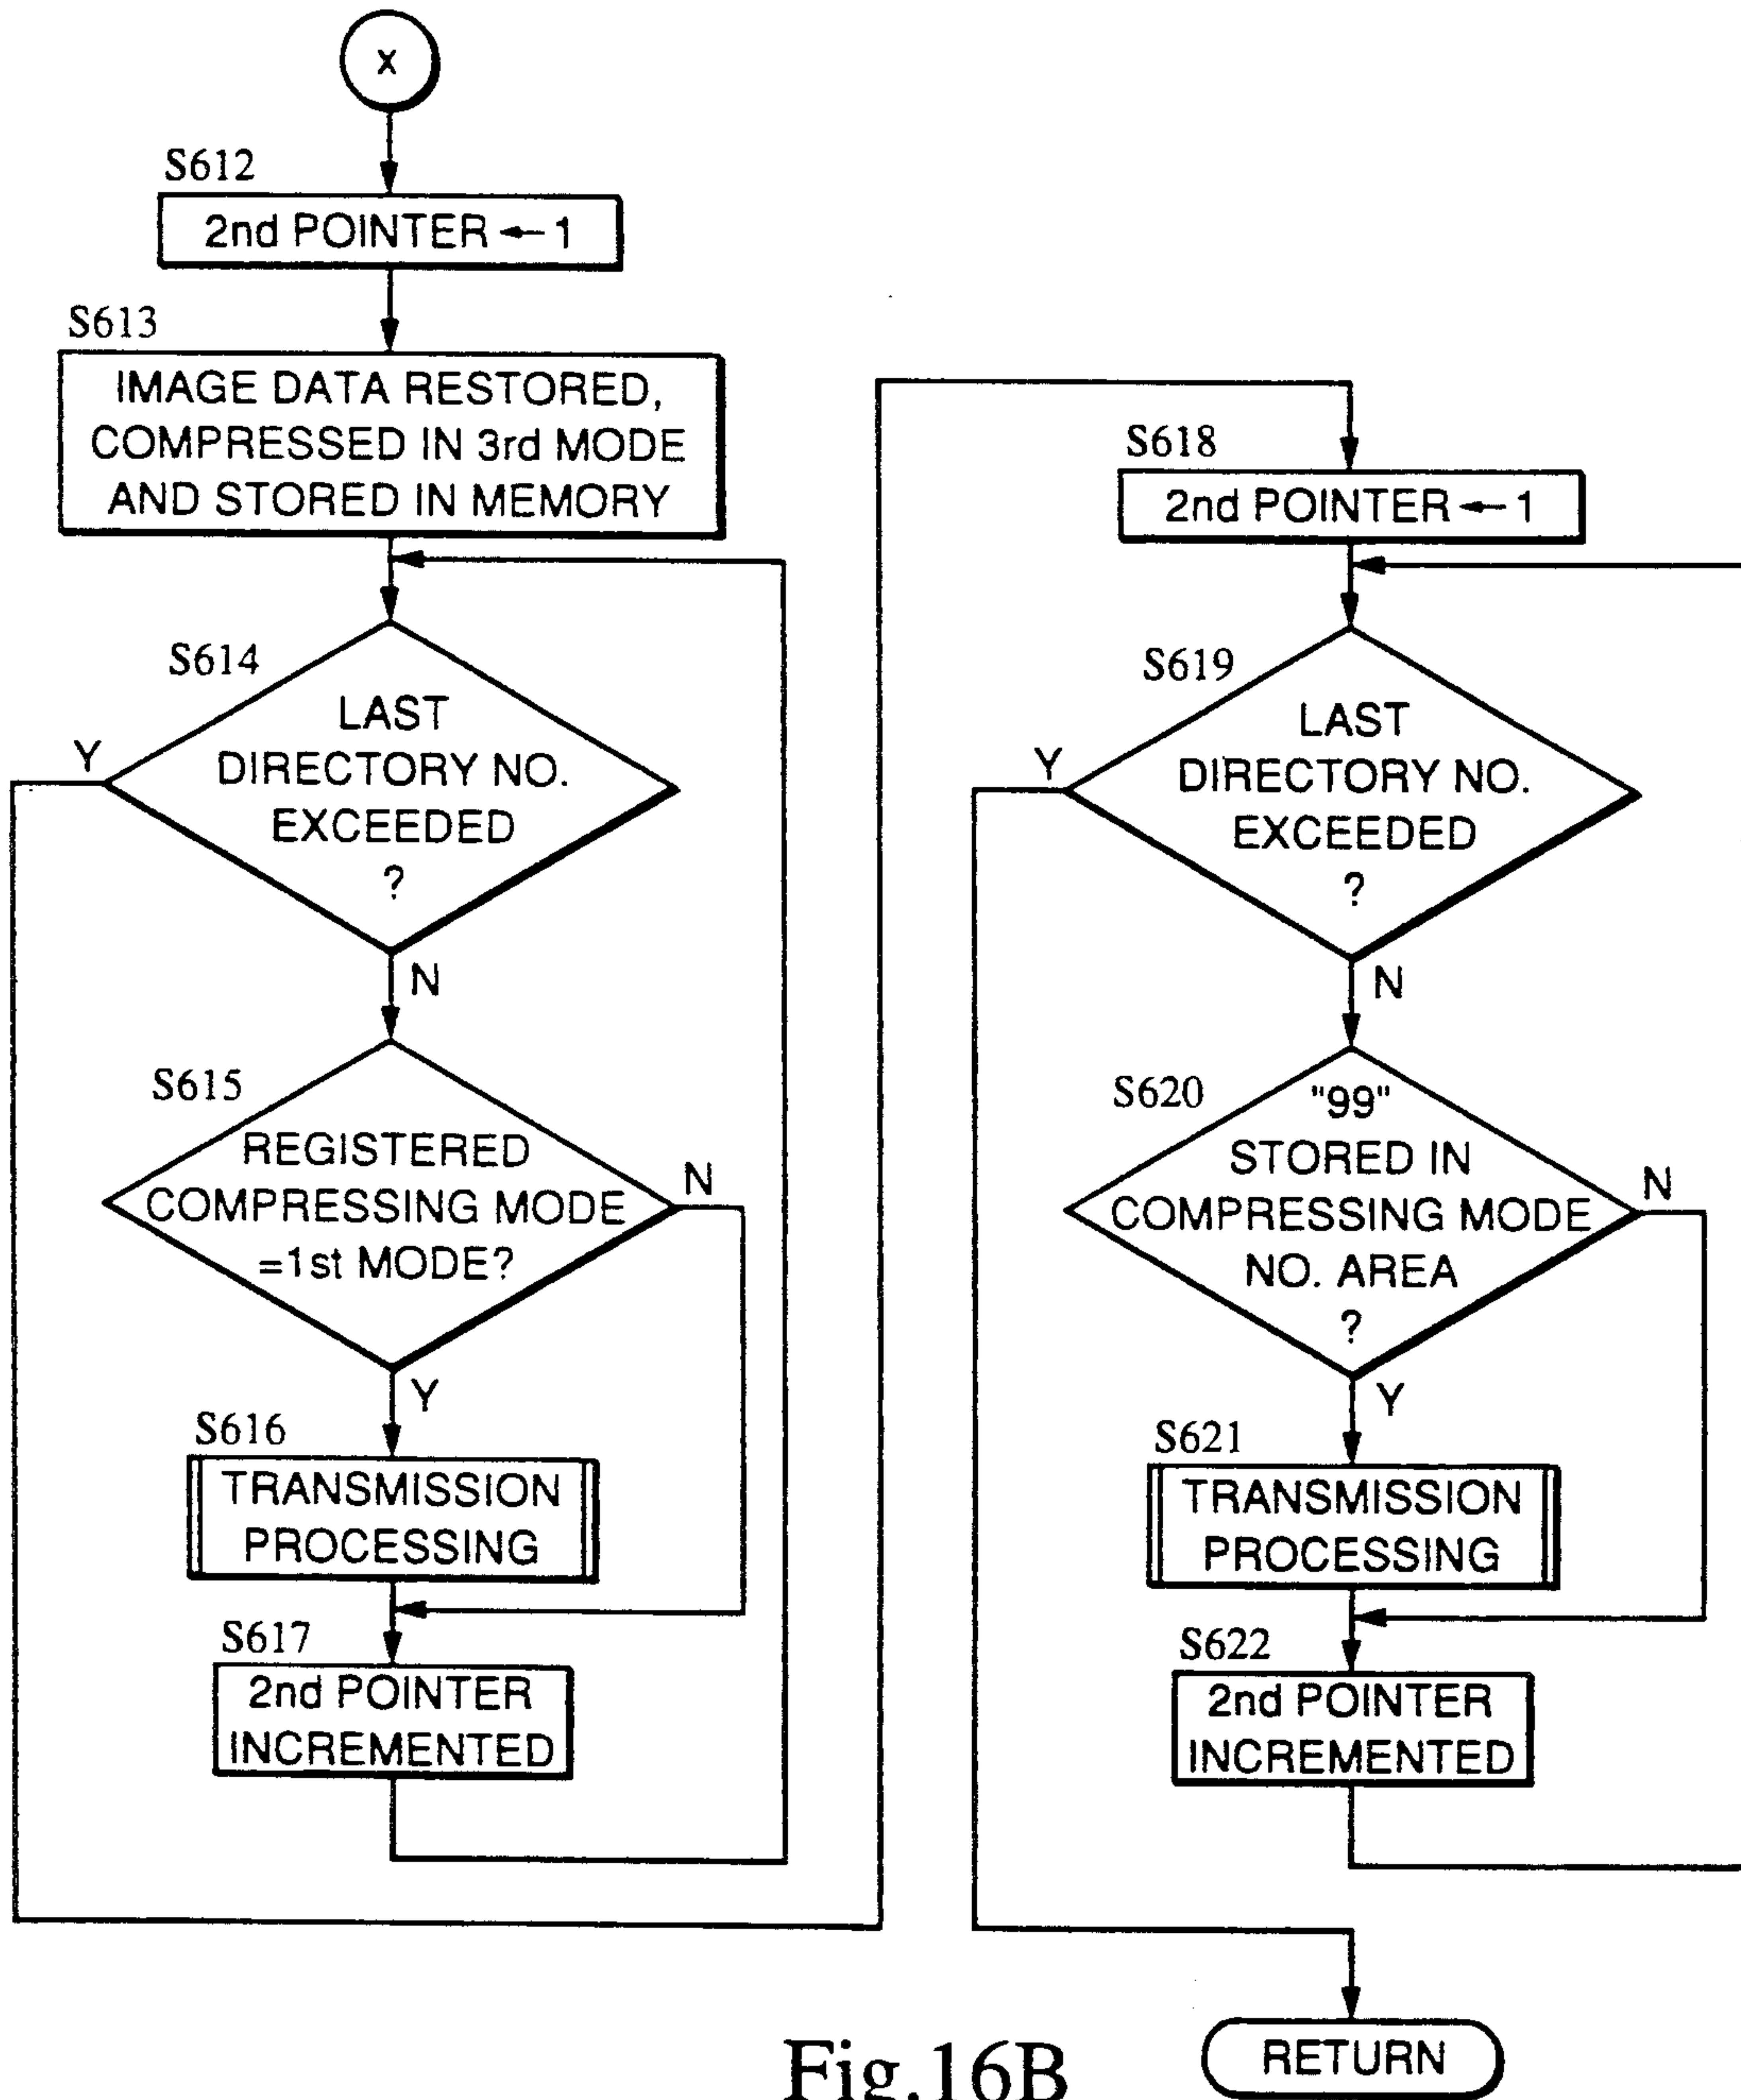 X
S612
2nd POINTER ← 1
S613
IMAGE DATA RESTORED,
COMPRESSED IN 3rd MODE
AND STORED IN MEMORY
S614
LAST
DIRECTORY NO.
EXCEEDED
?
Y
N
S615
REGISTERED
COMPRESSING MODE
=1st MODE?
N
Y
S616
TRANSMISSION
PROCESSING
S617
2nd POINTER
INCREMENTED
S618
2nd POINTER ← 1
S619
LAST
DIRECTORY NO.
EXCEEDED
?
Y
N
S620
"99"
STORED IN
COMPRESSING MODE
NO. AREA
?
N
Y
S621
TRANSMISSION
PROCESSING
S622
2nd POINTER
INCREMENTED
RETURN
Fig.16B